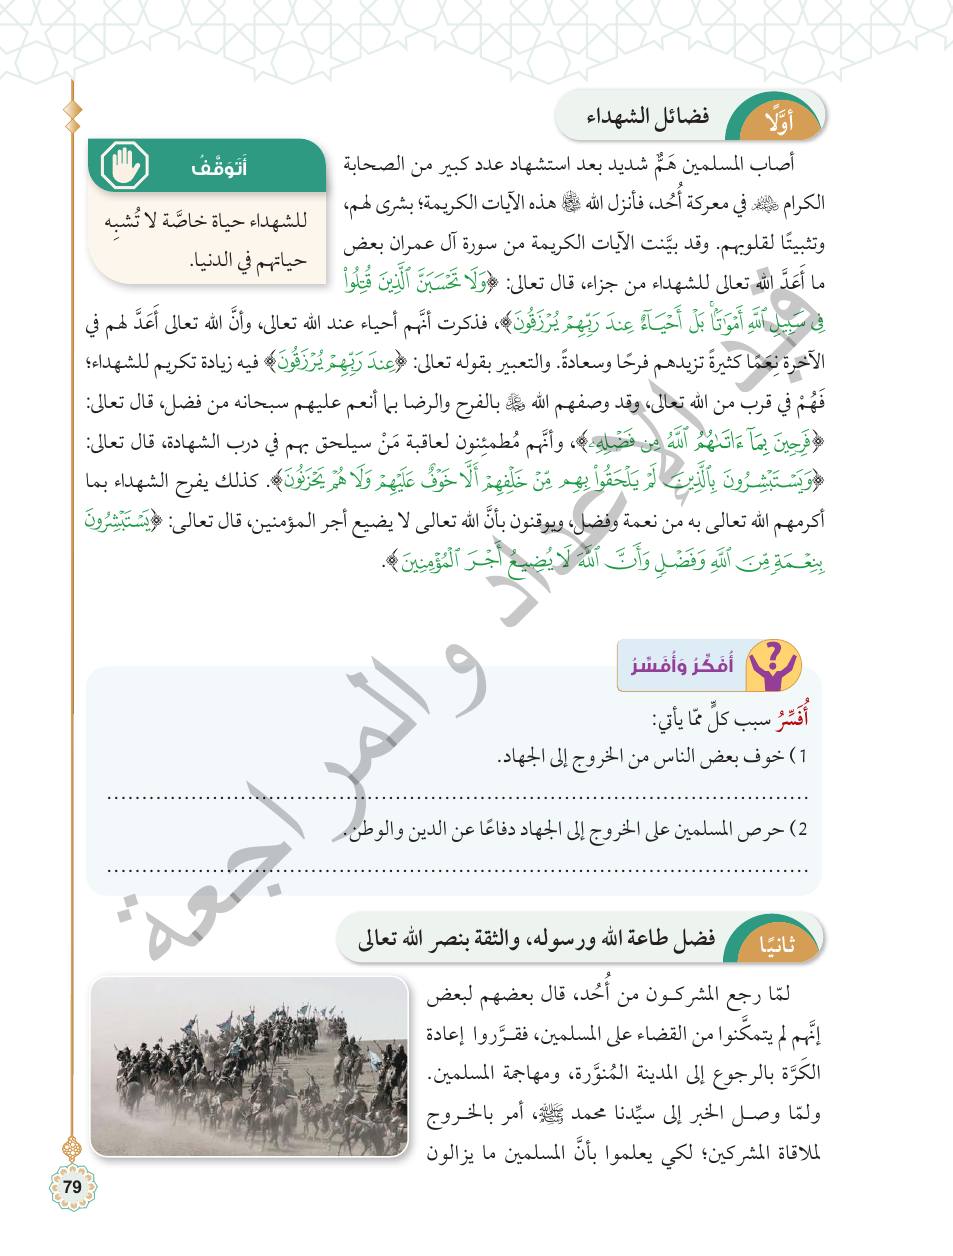 أوَّلًا
فضائل الشهداء
أصاب المسلمين هَمٌّ شديد بعد استشهاد عدد كبير من الصحابة
الكرام ﷺ في معركة أُحُد، فأنزل الله ﷻ هذه الآيات الكريمة؛ بشرى لهم،
وتثبيتًا لقلوبهم. وقد بيَّنت الآيات الكريمة من سورة آل عمران بعض
ما أَعَدَّ الله تعالى للشهداء من جزاء، قال تعالى: ﴿وَلَا تَحْسَبَنَّ ٱلَّذِينَ قُتِلُوا۟
فِى سَبِيلِ ٱللَّهِ أَمْوَٰتًۢا ۚ بَلْ أَحْيَآءٌ عِندَ رَبِّهِمْ يُرْزَقُونَ﴾، فذكرت أنَّهم أحياء عند الله تعالى، وأنَّ الله تعالى أَعَدَّ لهم في
الآخرة نِعَمًا كثيرةً تزيدهم فرحًا وسعادةً. والتعبير بقوله تعالى: ﴿عِندَ رَبِّهِمْ يُرْزَقُونَ﴾ فيه زيادة تكريم للشهداء؛
فَهُمْ في قرب من الله تعالى، وقد وصفهم الله ﷻ بالفرح والرضا بما أنعم عليهم سبحانه من فضل، قال تعالى:
﴿فَرِحِينَ بِمَآ ءَاتَىٰهُمُ ٱللَّهُ مِن فَضْلِهِۦ﴾، وأنَّهم مُطمئِنون لعاقبة مَنْ سيلحق بهم في درب الشهادة، قال تعالى:
﴿وَيَسْتَبْشِرُونَ بِٱلَّذِينَ لَمْ يَلْحَقُوا۟ بِهِم مِّنْ خَلْفِهِمْ أَلَّا خَوْفٌ عَلَيْهِمْ وَلَا هُمْ يَحْزَنُونَ﴾. كذلك يفرح الشهداء بما
أكرمهم الله تعالى به من نعمة وفضل، ويوقنون بأنَّ الله تعالى لا يضيع أجر المؤمنين، قال تعالى: ﴿يَسْتَبْشِرُونَ
بِنِعْمَةٍ مِّنَ ٱللَّهِ وَفَضْلٍ وَأَنَّ ٱللَّهَ لَا يُضِيعُ أَجْرَ ٱلْمُؤْمِنِينَ﴾.
أَتَوَقَّفُ
للشهداء حياة خاصَّة لا تُشبِه
حياتهم في الدنيا.
أُفَكِّرُ وَأُفَسِّرُ
أُفَسِّرُ سبب كلٍّ ممّا يأتي:
1) خوف بعض الناس من الخروج إلى الجهاد.
2) حرص المسلمين على الخروج إلى الجهاد دفاعًا عن الدين والوطن.
ثانيًا
فضل طاعة الله ورسوله، والثقة بنصر الله تعالى
لمّا رجع المشركون من أُحُد، قال بعضهم لبعض
إنَّهم لم يتمكَّنوا من القضاء على المسلمين، فقرَّروا إعادة
الكَرَّة بالرجوع إلى المدينة المُنوَّرة، ومهاجمة المسلمين.
ولمّا وصل الخبر إلى سيِّدنا محمد ﷺ، أمر بالخروج
لملاقاة المشركين؛ لكي يعلموا بأنَّ المسلمين ما يزالون
79
قيد الإعداد والمراجعة